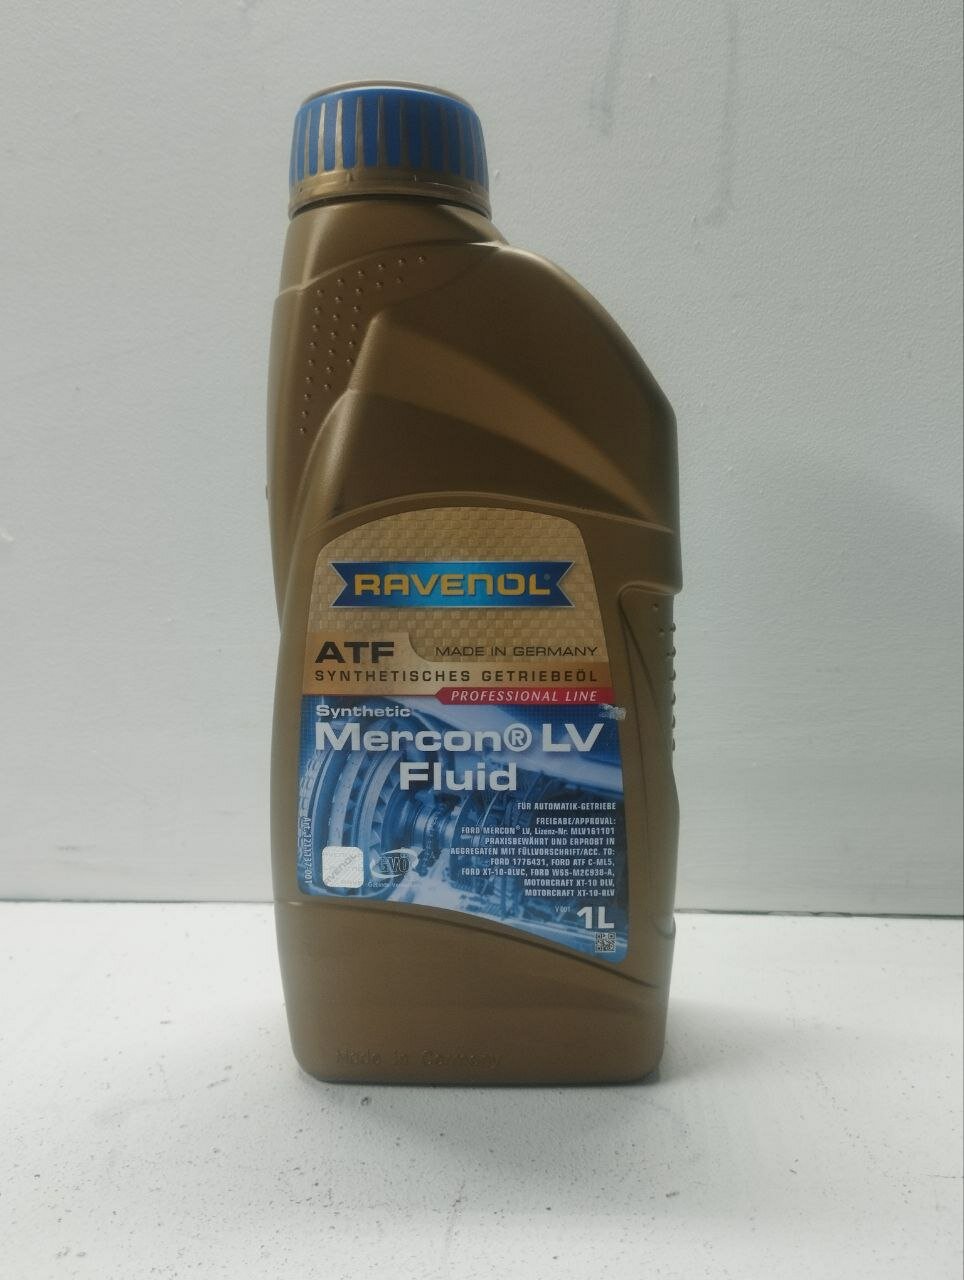 RAVENOL®
ATF
MADE IN GERMANY
SYNTHETISCHES GETRIEBEÖL
PROFESSIONAL LINE
Synthetic
Mercon® LV
Fluid
FÜR AUTOMATIK-GETRIEBE
FREIGABE/APPROVAL:
FORD MERCON® LV, Lizenz-Nr. MLV161101
PRAXISBEWÄHRT UND ERPROBT IN
AGGREGATEN MIT FÜLLVORSCHRIFT/ACC. TO:
FORD 1776431, FORD ATF C-ML5,
FORD XT-10-QLVC, FORD WSS-M2C938-A,
MOTORCRAFT XT-10 QLV,
MOTORCRAFT XT-10-QLV
V001
1L
RAVENOL
GVÖ
Made in Germany